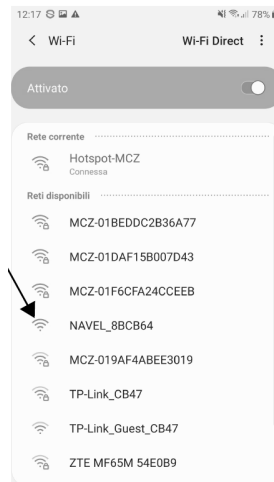 12:17 78%
Wi-Fi Wi-Fi Direct
Attivato
Rete corrente
Hotspot-MCZ
Connessa
Reti disponibili
MCZ-01BEDDC2B36A77
MCZ-01DAF15B007D43
MCZ-01F6CFA24CCEEB
NAVEL_8BCB64
MCZ-019AF4ABEE3019
TP-Link_CB47
TP-Link_Guest_CB47
ZTE MF65M 54E0B9